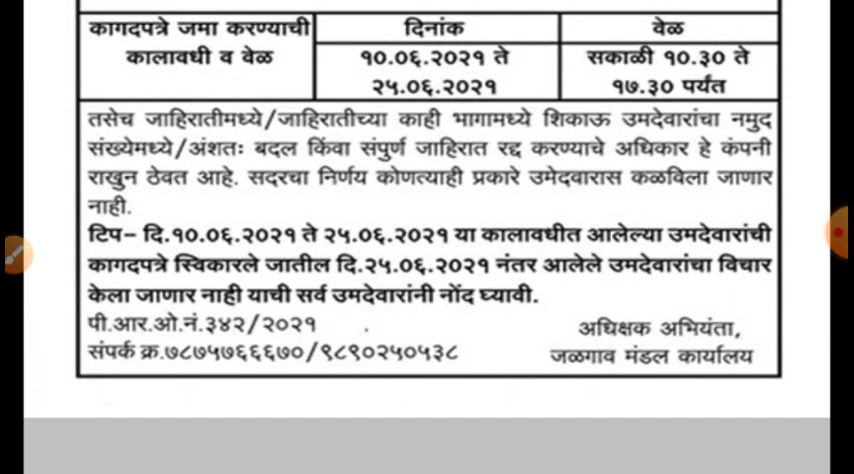 कागदपत्रे जमा करण्याची
कालावधी व वेळ
दिनांक
१०.०६.२०२१ ते
२५.०६.२०२१
वेळ
सकाळी १०.३० ते
१७.३० पर्यंत
तसेच जाहिरातीमध्ये/जाहिरातीच्या काही भागामध्ये शिकाऊ उमदेवारांचा नमुद
संख्येमध्ये/अंशतः बदल किंवा संपुर्ण जाहिरात रद्द करण्याचे अधिकार हे कंपनी
राखुन ठेवत आहे. सदरचा निर्णय कोणत्याही प्रकारे उमेदवारास कळविला जाणार
नाही.
टिप– दि.१०.०६.२०२१ ते २५.०६.२०२१ या कालावधीत आलेल्या उमदेवारांची
कागदपत्रे स्विकारले जातील दि.२५.०६.२०२१ नंतर आलेले उमदेवारांचा विचार
केला जाणार नाही याची सर्व उमदेवारांनी नोंद घ्यावी.
पी.आर.ओ.नं.३४२/२०२१
संपर्क क्र.७८७५७६६६७०/९८९०२५०५३८
अधिक्षक अभियंता,
जळगाव मंडल कार्यालय